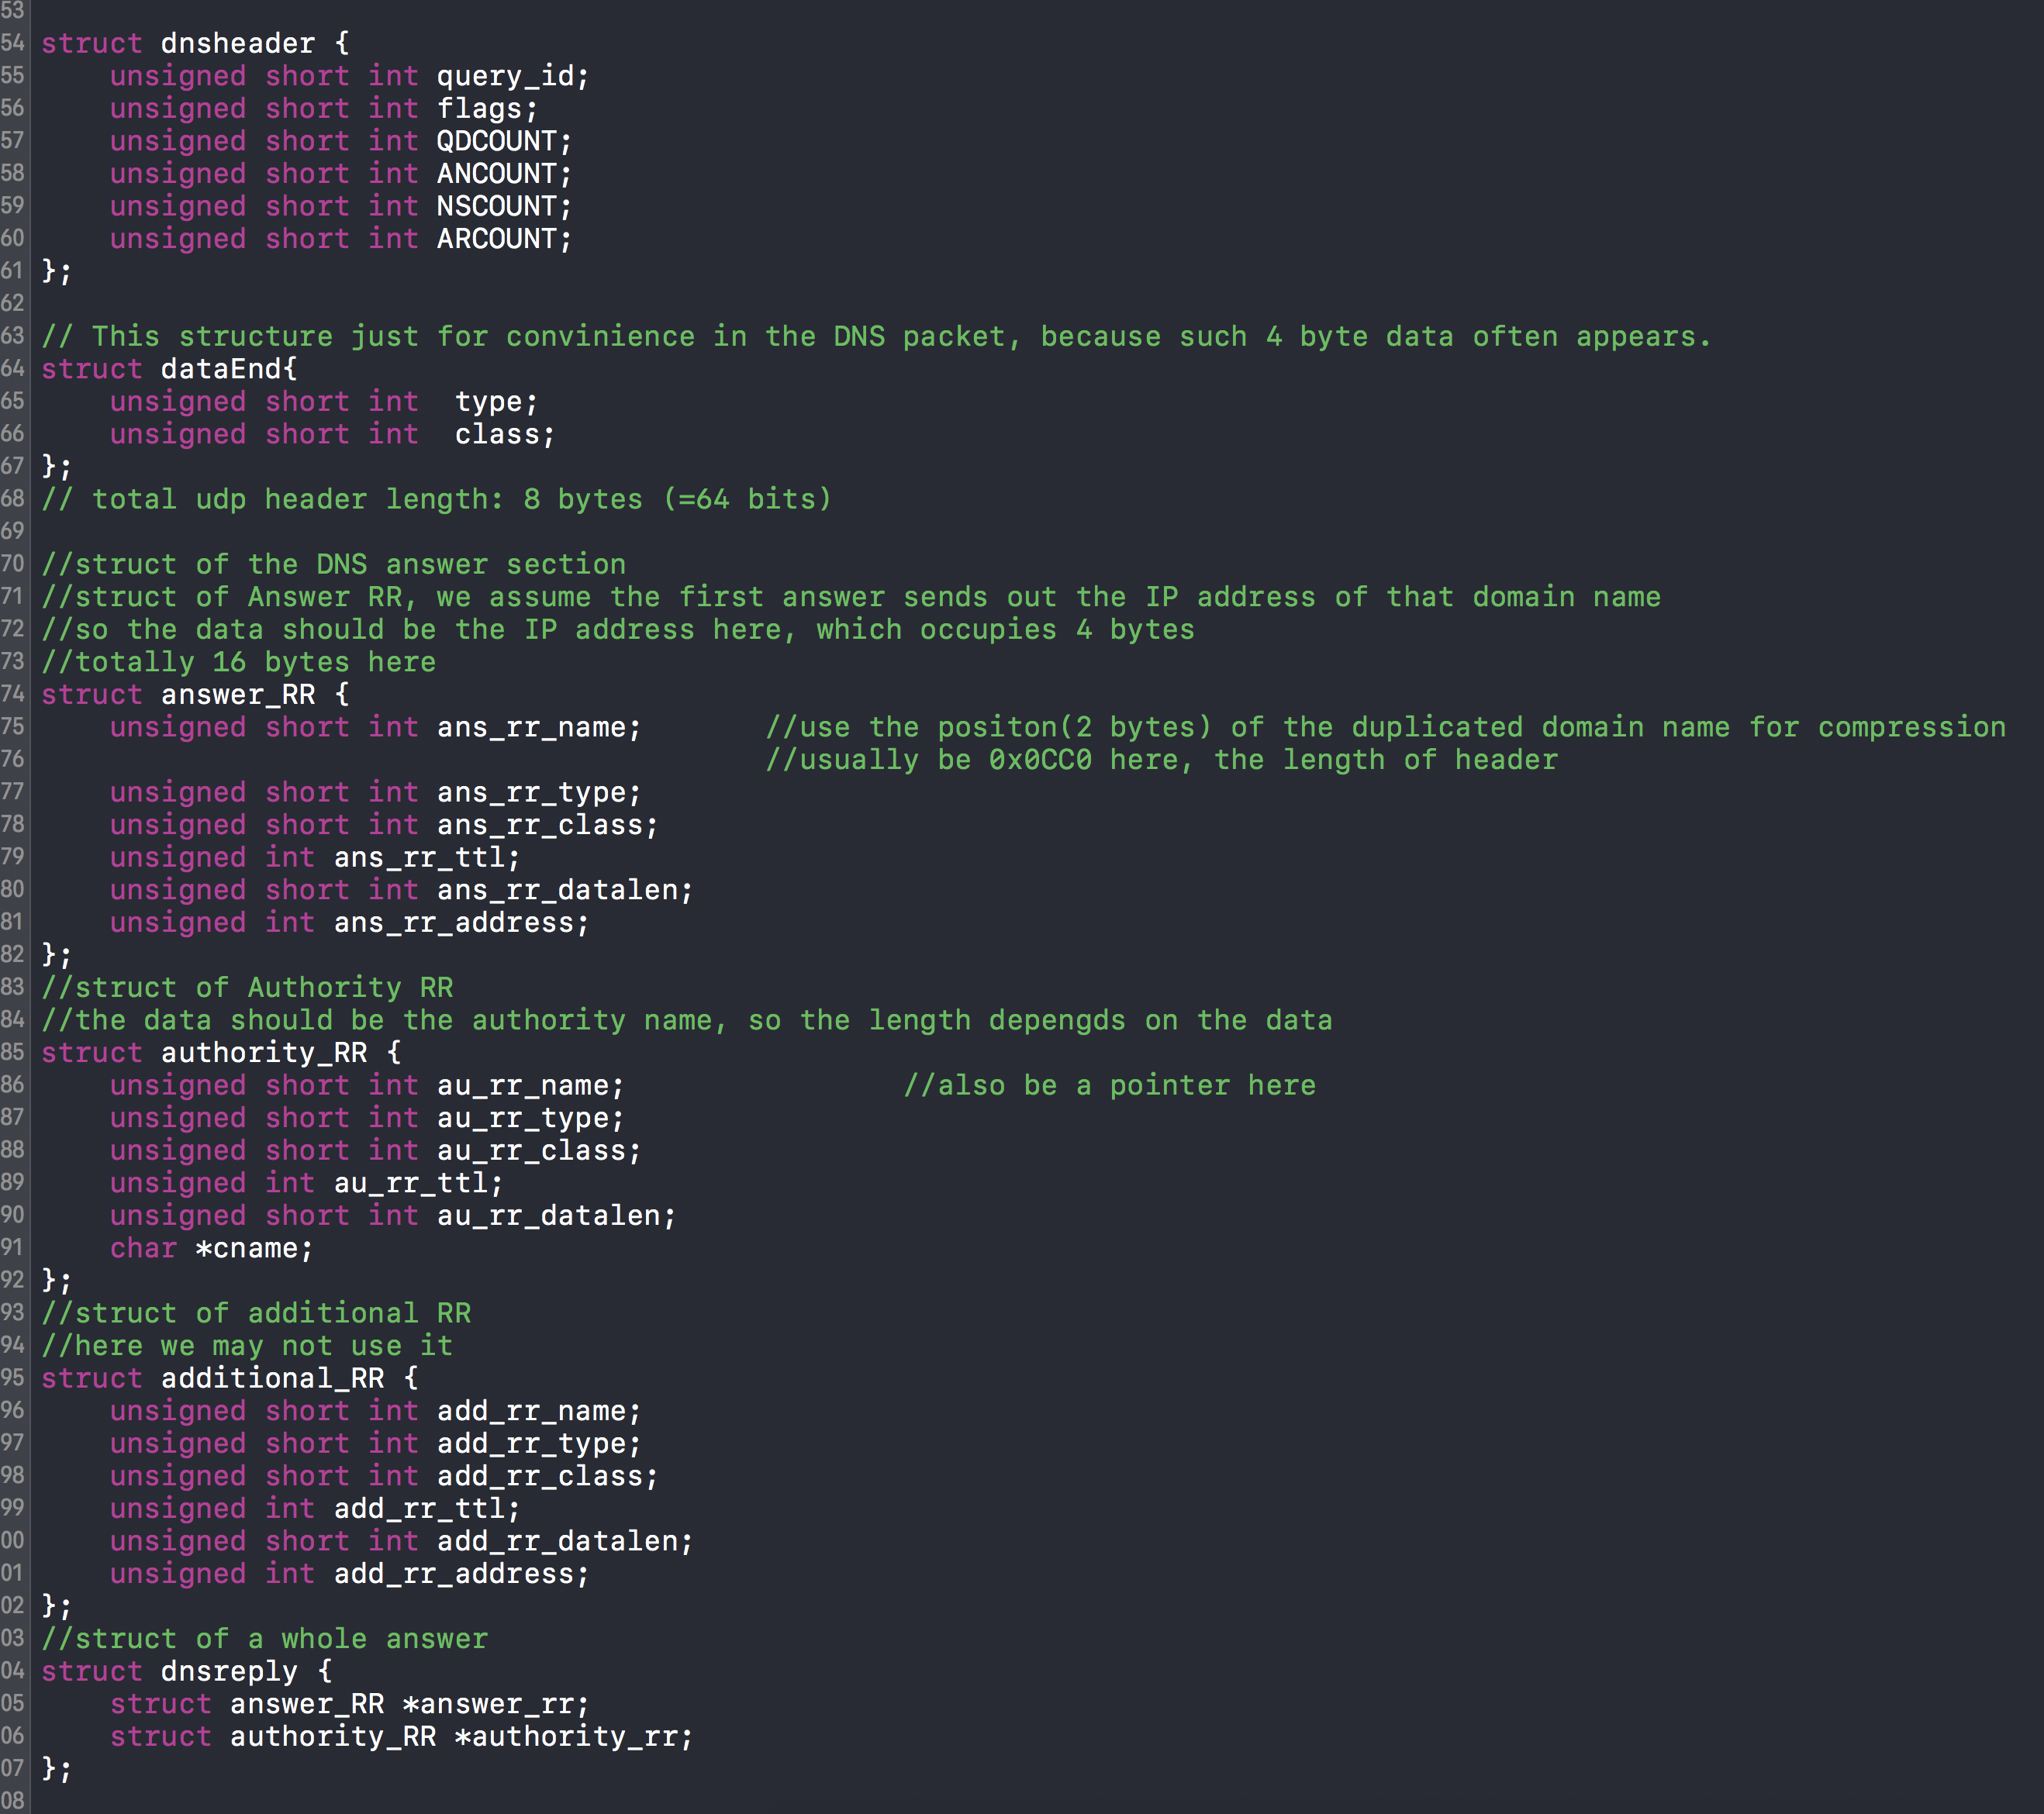 53
54 struct dnsheader {
55     unsigned short int query_id;
56     unsigned short int flags;
57     unsigned short int QDCOUNT;
58     unsigned short int ANCOUNT;
59     unsigned short int NSCOUNT;
60     unsigned short int ARCOUNT;
61 };
62
63 // This structure just for convinience in the DNS packet, because such 4 byte data often appears.
64 struct dataEnd{
65     unsigned short int  type;
66     unsigned short int  class;
67 };
68 // total udp header length: 8 bytes (=64 bits)
69
70 //struct of the DNS answer section
71 //struct of Answer RR, we assume the first answer sends out the IP address of that domain name
72 //so the data should be the IP address here, which occupies 4 bytes
73 //totally 16 bytes here
74 struct answer_RR {
75     unsigned short int ans_rr_name;       //use the positon(2 bytes) of the duplicated domain name for compression
76                                           //usually be 0x0CC0 here, the length of header
77     unsigned short int ans_rr_type;
78     unsigned short int ans_rr_class;
79     unsigned int ans_rr_ttl;
80     unsigned short int ans_rr_datalen;
81     unsigned int ans_rr_address;
82 };
83 //struct of Authority RR
84 //the data should be the authority name, so the length depengds on the data
85 struct authority_RR {
86     unsigned short int au_rr_name;                //also be a pointer here
87     unsigned short int au_rr_type;
88     unsigned short int au_rr_class;
89     unsigned int au_rr_ttl;
90     unsigned short int au_rr_datalen;
91     char *cname;
92 };
93 //struct of additional RR
94 //here we may not use it
95 struct additional_RR {
96     unsigned short int add_rr_name;
97     unsigned short int add_rr_type;
98     unsigned short int add_rr_class;
99     unsigned int add_rr_ttl;
00     unsigned short int add_rr_datalen;
01     unsigned int add_rr_address;
02 };
03 //struct of a whole answer
04 struct dnsreply {
05     struct answer_RR *answer_rr;
06     struct authority_RR *authority_rr;
07 };
08